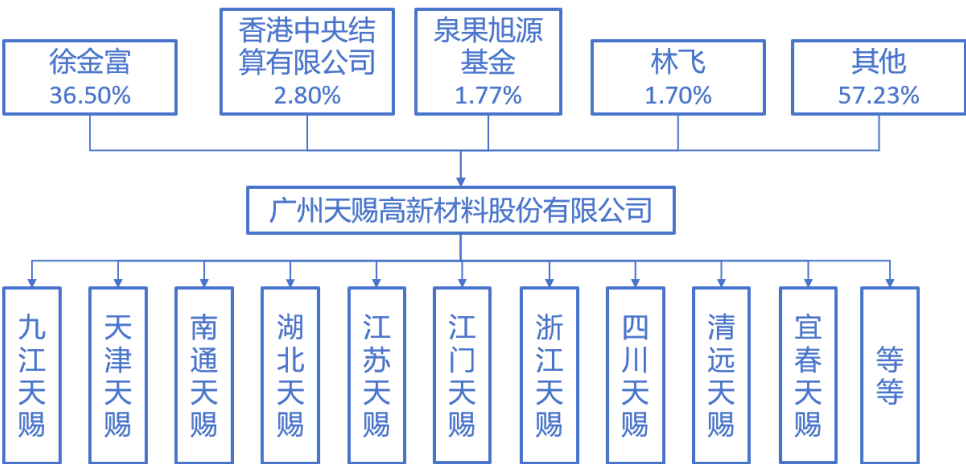 徐金富
36.50%
香港中央结
算有限公司
2.80%
泉果旭源
基金
1.77%
林飞
1.70%
其他
57.23%
广州天赐高新材料股份有限公司
九江天赐
天津天赐
南通天赐
湖北天赐
江苏天赐
江门天赐
浙江天赐
四川天赐
清远天赐
宜春天赐
等等